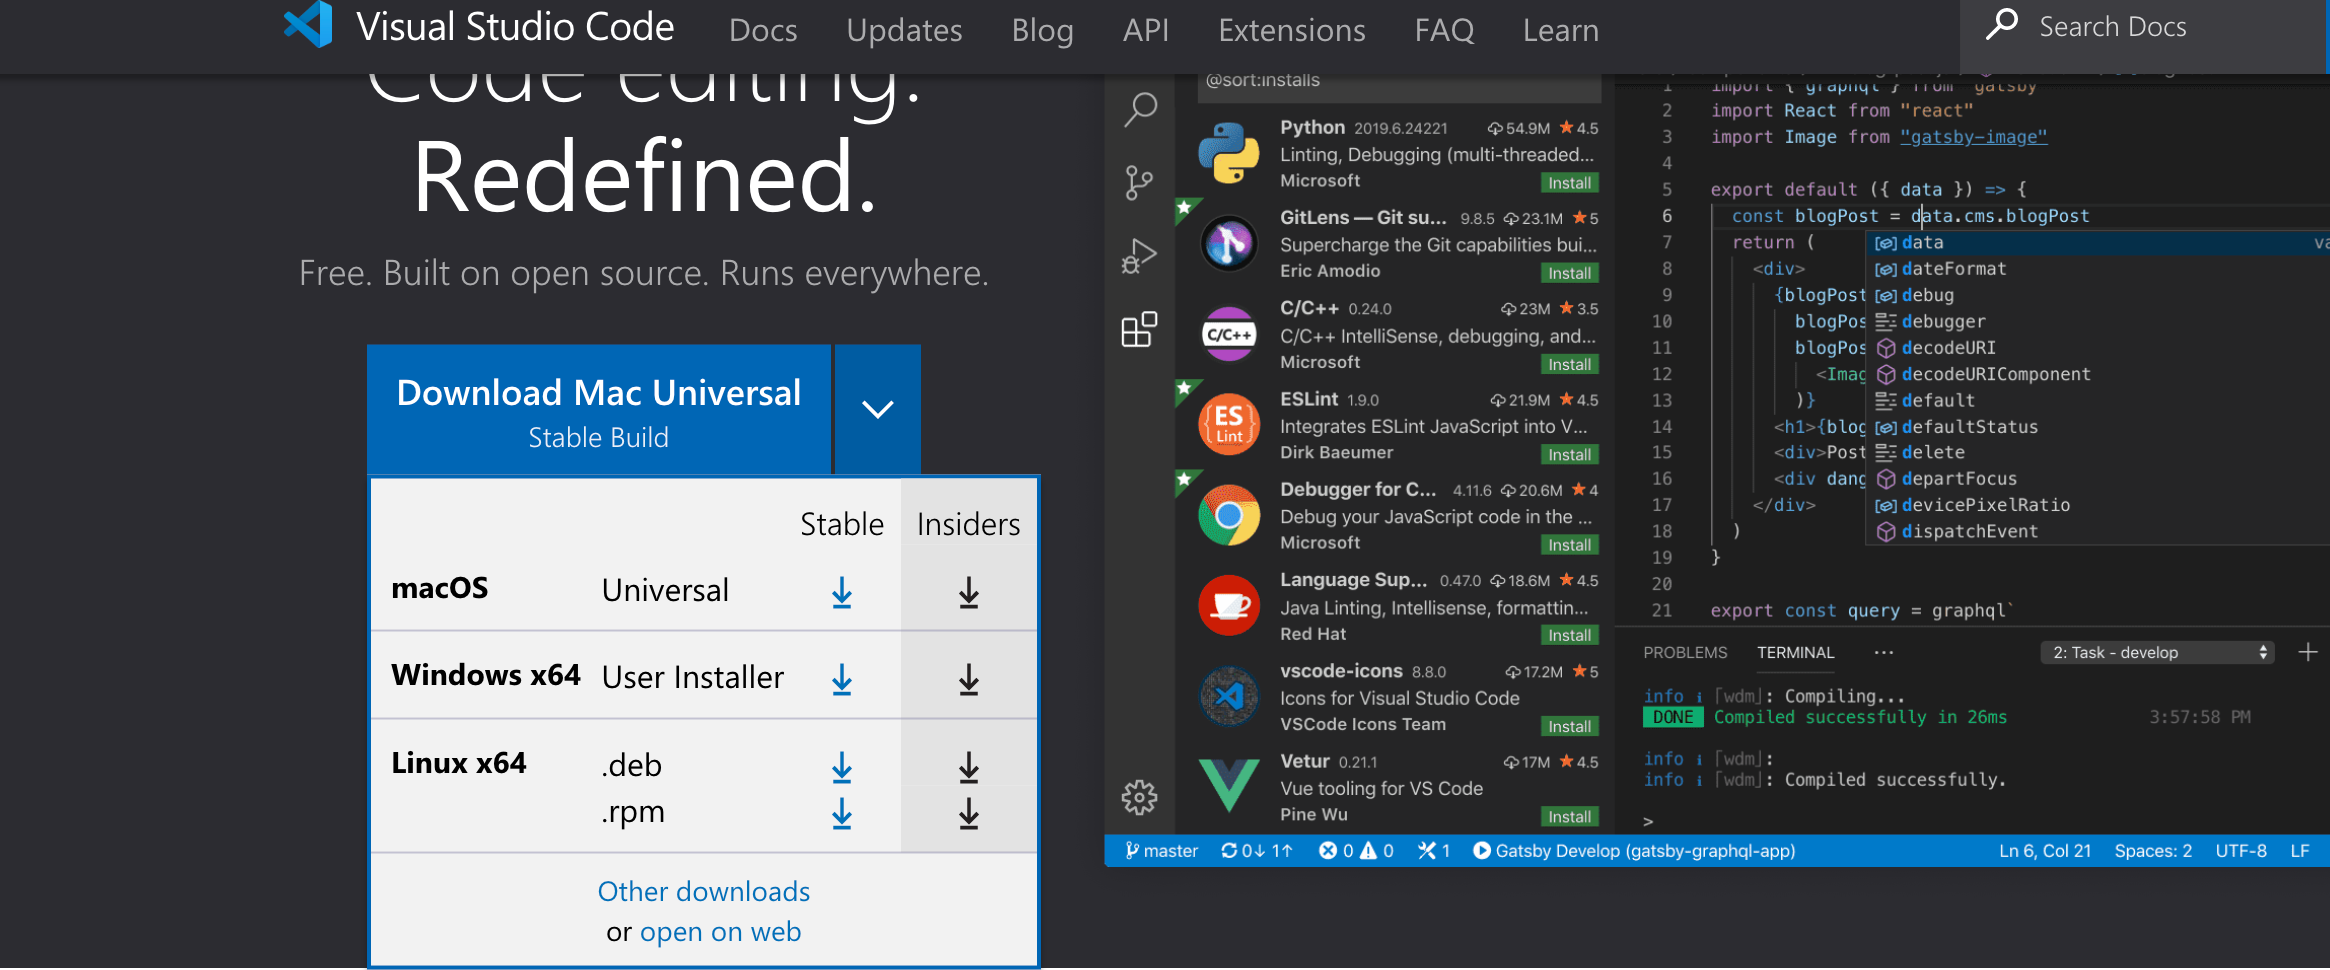 Visual Studio Code Docs Updates Blog API Extensions FAQ Learn Search Docs
Code editing.
Redefined.
Free. Built on open source. Runs everywhere.
Download Mac Universal
Stable Build
Stable Insiders
macOS Universal
Windows x64 User Installer
Linux x64 .deb
.rpm
Other downloads
or open on web
@sort:installs
Python 2019.6.24221 54.9M 4.5
Linting, Debugging (multi-threaded...
Microsoft Install
GitLens — Git su... 9.8.5 23.1M 5
Supercharge the Git capabilities bui...
Eric Amodio Install
C/C++
C/C++ 0.24.0 23M 3.5
C/C++ IntelliSense, debugging, and...
Microsoft Install
ES
Lint
ESLint 1.9.0 21.9M 4.5
Integrates ESLint JavaScript into V...
Dirk Baeumer Install
Debugger for C... 4.11.6 20.6M 4
Debug your JavaScript code in the ...
Microsoft Install
Language Sup... 0.47.0 18.6M 4.5
Java Linting, Intellisense, formattin...
Red Hat Install
vscode-icons 8.8.0 17.2M 5
Icons for Visual Studio Code
VSCode Icons Team Install
Vetur 0.21.1 17M 4.5
Vue tooling for VS Code
Pine Wu Install
1 import { graphql } from "gatsby"
2 import React from "react"
3 import Image from "gatsby-image"
4
5 export default ({ data }) => {
6 const blogPost = data.cms.blogPost
7 return (
8 <div>
9 {blogPost
10 blogPos
11 blogPos
12 <Imag
13 )}
14 <h1>{blog
15 <div>Post
16 <div dang
17 </div>
18 )
19 }
20
21 export const query = graphql`
data va
dateFormat
debug
debugger
decodeURI
decodeURIComponent
default
defaultStatus
delete
departFocus
devicePixelRatio
dispatchEvent
PROBLEMS TERMINAL ··· 2: Task - develop
info i ｢wdm｣: Compiling...
DONE Compiled successfully in 26ms 3:57:58 PM
info i ｢wdm｣:
info i ｢wdm｣: Compiled successfully.
>
master 0↓ 1↑ 0 0 1 Gatsby Develop (gatsby-graphql-app) Ln 6, Col 21 Spaces: 2 UTF-8 LF